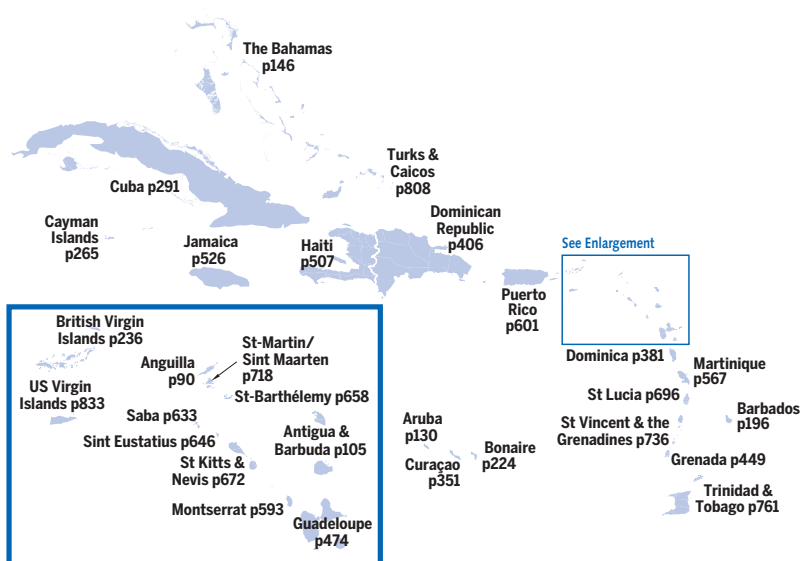 The Bahamas
p146
Cuba p291
Turks &
Caicos
p808
Cayman
Islands
p265
Jamaica
p526
Haiti
p507
Dominican
Republic
p406
See Enlargement
Puerto
Rico
p601
British Virgin
Islands p236
US Virgin
Islands p833
Anguilla
p90
St-Martin/
Sint Maarten
p718
St-Barthélemy p658
Saba p633
Sint Eustatius p646
St Kitts &
Nevis p672
Antigua &
Barbuda p105
Montserrat p593
Guadeloupe
p474
Aruba
p130
Curaçao
p351
Bonaire
p224
Dominica p381
Martinique
p567
St Lucia p696
Barbados
p196
St Vincent & the
Grenadines p736
Grenada p449
Trinidad &
Tobago p761